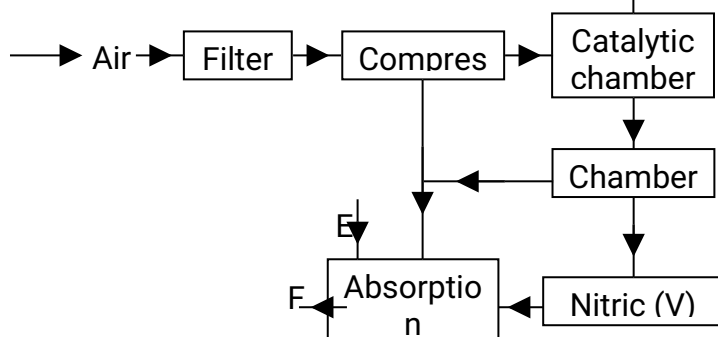 Air
Filter
Compres
Catalytic
chamber
Chamber
E
F
Absorptio
n
Nitric (V)